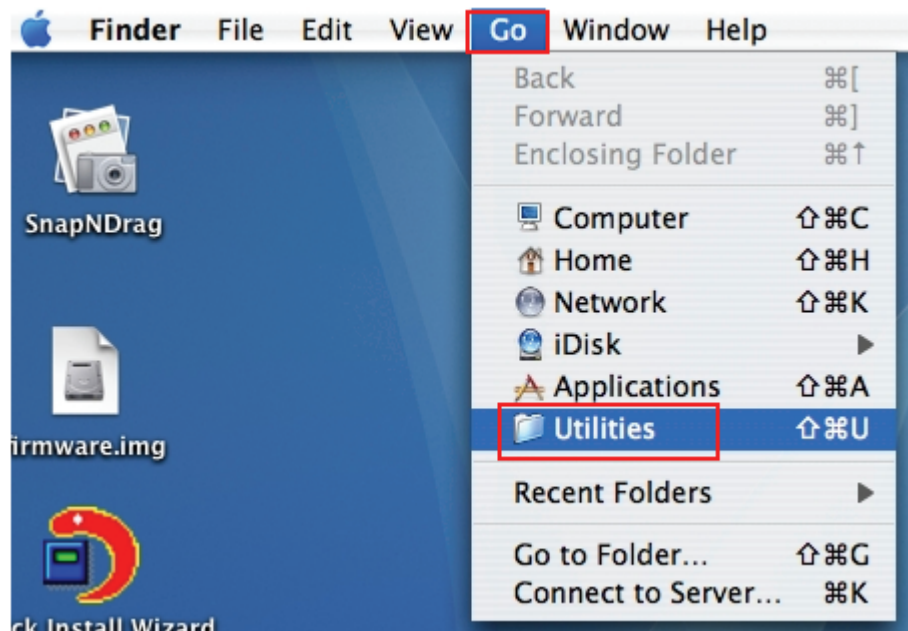 Finder File Edit View Go Window Help
Back ⌘[
Forward ⌘]
Enclosing Folder ⌘↑
Computer ⇧⌘C
Home ⇧⌘H
Network ⇧⌘K
iDisk ▶
Applications ⇧⌘A
Utilities ⇧⌘U
Recent Folders ▶
Go to Folder... ⇧⌘G
Connect to Server... ⌘K
SnapNDrag
firmware.img
ck Install Wizard